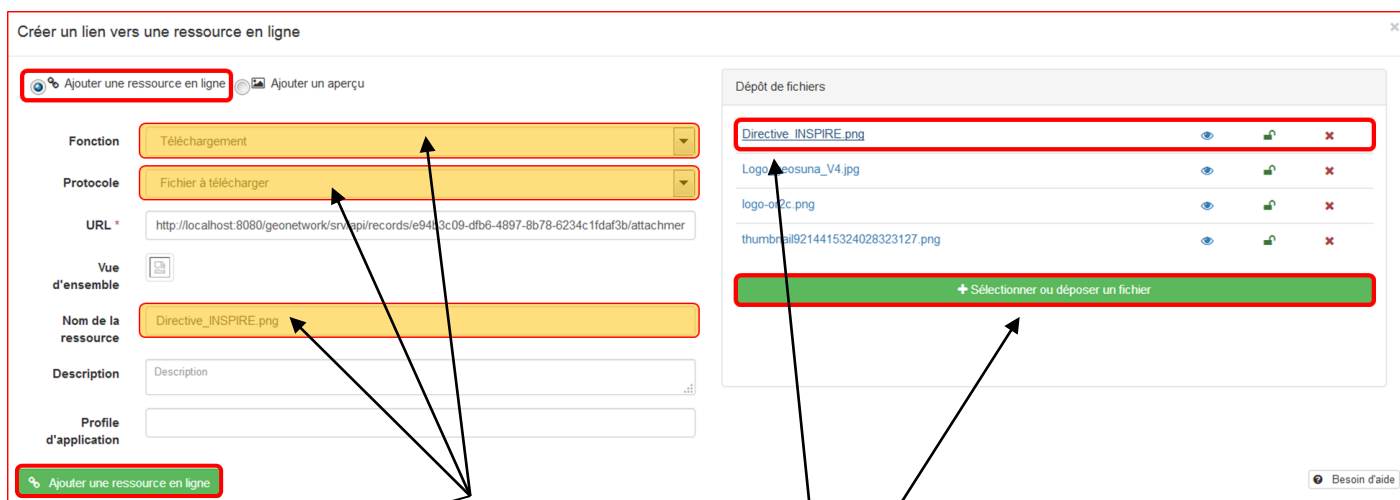 Créer un lien vers une ressource en ligne
×
Ajouter une ressource en ligne
Ajouter un aperçu
Fonction
Téléchargement
Protocole
Fichier à télécharger
URL *
http://localhost:8080/geonetwork/srv/api/records/e94b3c09-dfb6-4897-8b78-6234c1fdaf3b/attachmer
Vue
d'ensemble
Nom de la
ressource
Directive_INSPIRE.png
Description
Description
Profile
d'application
Ajouter une ressource en ligne
Dépôt de fichiers
Directive_INSPIRE.png
logo-or2c.png
thumbnail9214415324028323127.png
+ Sélectionner ou déposer un fichier
Besoin d'aide